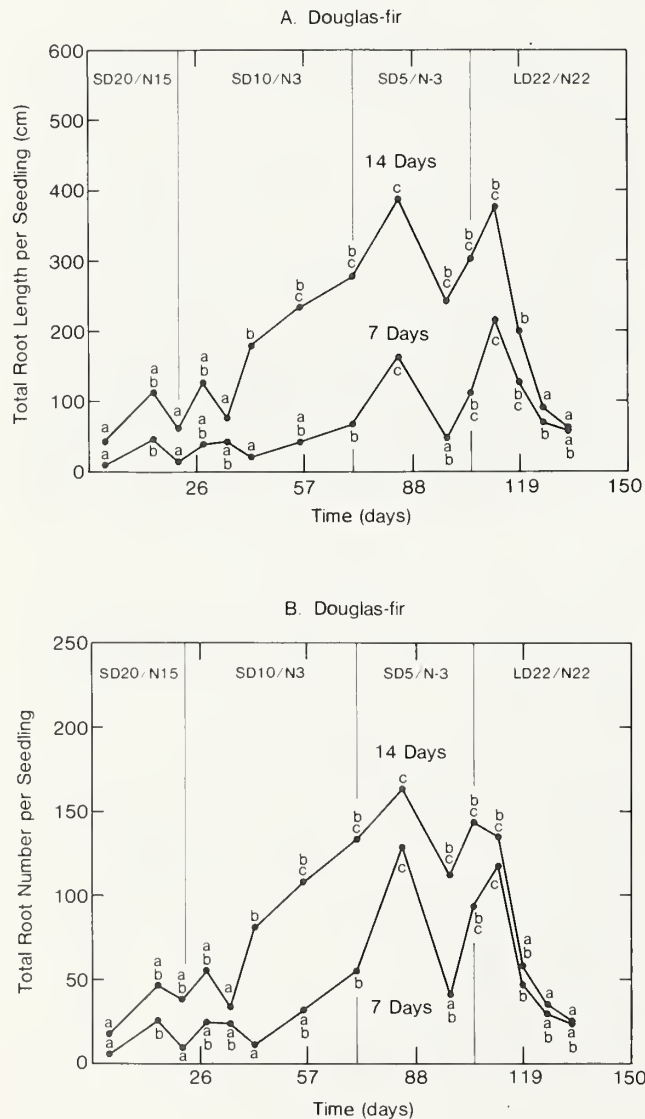 A. Douglas-fir
600
SD20/N15 SD10/N3 SD5/N-3 LD22/N22
500
14 Days
400
c b
c
b b b
c c c
300
b
c
200
b b
7 Days
c c
a a
b b
100
a a a b b a a
b c c b
a a a a b
b c
a b a b a b a b a
b b b b
0
26 57 88 119 150
Time (days)
Total Root Length per Seedling (cm)
B. Douglas-fir
250
SD20/N15 SD10/N3 SD5/N-3 LD22/N22
200
14 Days
c
150
b b b
c c c
b b
c c
c
100
b
c
b
c
a a a a
b b b b
50
a a b a a
b b
a b a a a a a a
b b b b b
a a
0
7 Days
26 57 88 119 150
Time (days)
Total Root Number per Seedling